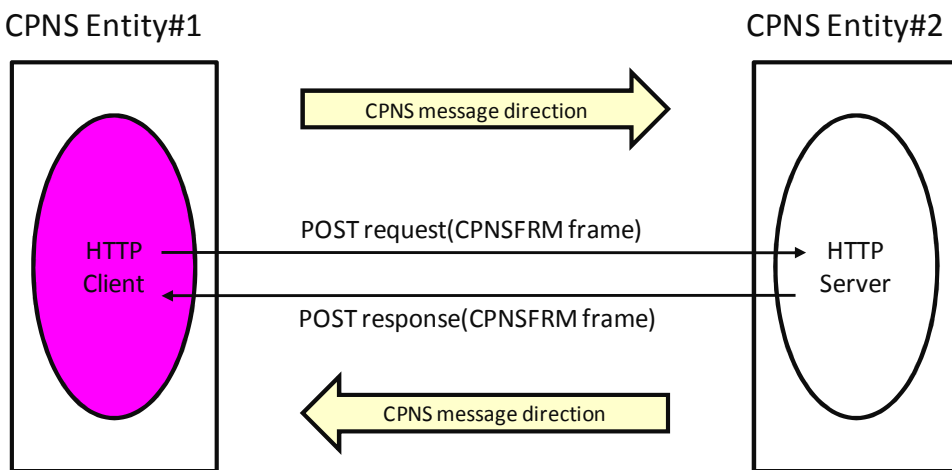 CPNS Entity#1
CPNS Entity#2
CPNS message direction
POST request(CPNSFRM frame)
HTTP
Client
HTTP
Server
POST response(CPNSFRM frame)
CPNS message direction